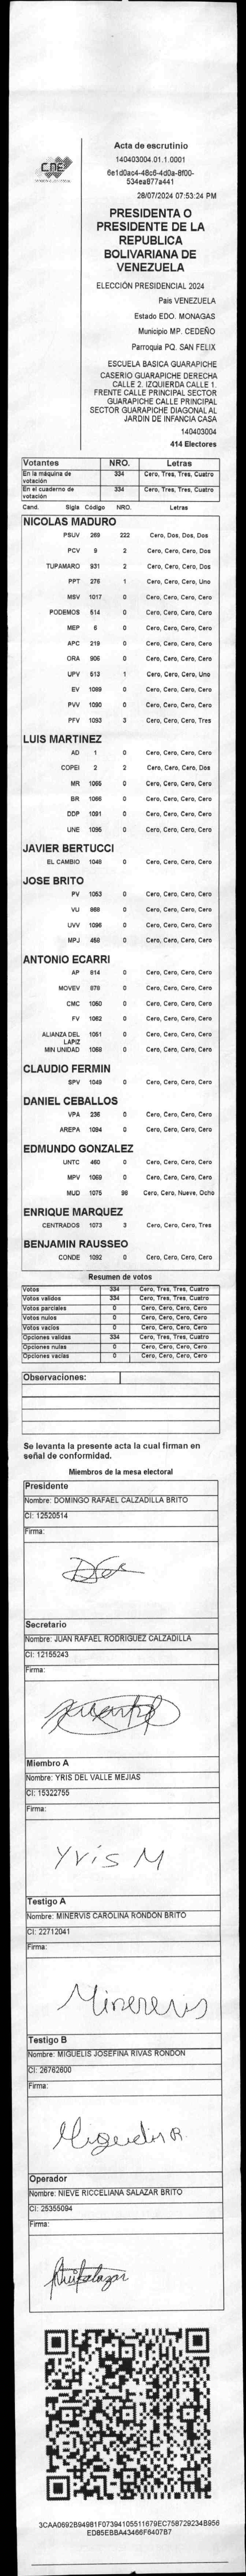 CNE
Acta de escrutinio
140403004.01.1.0001
6e1d0ac4-48c6-4d0a-8f00-
534ea877a441
28/07/2024 07:53:24 PM
PRESIDENTA O
PRESIDENTE DE LA
REPUBLICA
BOLIVARIANA DE
VENEZUELA
ELECCIÓN PRESIDENCIAL 2024
Pais VENEZUELA
Estado EDO. MONAGAS
Municipio MP. CEDEÑO
Parroquia PQ. SAN FELIX
ESCUELA BASICA GUARAPICHE
CASERIO GUARAPICHE DERECHA
CALLE 2. IZQUIERDA CALLE 1.
FRENTE CALLE PRINCIPAL SECTOR
GUARAPICHE CALLE PRINCIPAL
SECTOR GUARAPICHE DIAGONAL AL
JARDIN DE INFANCIA CASA
140403004
414 Electores
Votantes NRO. Letras
En la máquina de votación 334 Cero, Tres, Tres, Cuatro
En el cuaderno de votación 334 Cero, Tres, Tres, Cuatro
Cand. Sigla Código NRO. Letras
NICOLAS MADURO
PSUV 269 222 Cero, Dos, Dos, Dos
PCV 9 2 Cero, Cero, Cero, Dos
TUPAMARO 931 2 Cero, Cero, Cero, Dos
PPT 276 1 Cero, Cero, Cero, Uno
MSV 1017 0 Cero, Cero, Cero, Cero
PODEMOS 514 0 Cero, Cero, Cero, Cero
MEP 6 0 Cero, Cero, Cero, Cero
APC 219 0 Cero, Cero, Cero, Cero
ORA 906 0 Cero, Cero, Cero, Cero
UPV 513 1 Cero, Cero, Cero, Uno
EV 1089 0 Cero, Cero, Cero, Cero
PVV 1090 0 Cero, Cero, Cero, Cero
PFV 1093 3 Cero, Cero, Cero, Tres
LUIS MARTINEZ
AD 1 0 Cero, Cero, Cero, Cero
COPEI 2 2 Cero, Cero, Cero, Dos
MR 1065 0 Cero, Cero, Cero, Cero
BR 1066 0 Cero, Cero, Cero, Cero
DDP 1091 0 Cero, Cero, Cero, Cero
UNE 1095 0 Cero, Cero, Cero, Cero
JAVIER BERTUCCI
EL CAMBIO 1048 0 Cero, Cero, Cero, Cero
JOSE BRITO
PV 1053 0 Cero, Cero, Cero, Cero
VU 868 0 Cero, Cero, Cero, Cero
UVV 1096 0 Cero, Cero, Cero, Cero
MPJ 458 0 Cero, Cero, Cero, Cero
ANTONIO ECARRI
AP 814 0 Cero, Cero, Cero, Cero
MOVEV 879 0 Cero, Cero, Cero, Cero
CMC 1050 0 Cero, Cero, Cero, Cero
FV 1052 0 Cero, Cero, Cero, Cero
ALIANZA DEL LAPIZ 1051 0 Cero, Cero, Cero, Cero
MIN UNIDAD 1058 0 Cero, Cero, Cero, Cero
CLAUDIO FERMIN
SPV 1049 0 Cero, Cero, Cero, Cero
DANIEL CEBALLOS
VPA 236 0 Cero, Cero, Cero, Cero
AREPA 1094 0 Cero, Cero, Cero, Cero
EDMUNDO GONZALEZ
UNTC 460 0 Cero, Cero, Cero, Cero
MPV 1069 0 Cero, Cero, Cero, Cero
MUD 1075 98 Cero, Cero, Nueve, Ocho
ENRIQUE MARQUEZ
CENTRADOS 1073 3 Cero, Cero, Cero, Tres
BENJAMIN RAUSSEO
CONDE 1092 0 Cero, Cero, Cero, Cero
Resumen de votos
Votos 334 Cero, Tres, Tres, Cuatro
Votos validos 334 Cero, Tres, Tres, Cuatro
Votos parciales 0 Cero, Cero, Cero, Cero
Votos nulos 0 Cero, Cero, Cero, Cero
Votos vacios 0 Cero, Cero, Cero, Cero
Opciones validas 334 Cero, Tres, Tres, Cuatro
Opciones nulas 0 Cero, Cero, Cero, Cero
Opciones vacias 0 Cero, Cero, Cero, Cero
Observaciones:
Se levanta la presente acta la cual firman en
señal de conformidad.
Miembros de la mesa electoral
Presidente
Nombre: DOMINGO RAFAEL CALZADILLA BRITO
CI: 12520514
Firma:
Secretario
Nombre: JUAN RAFAEL RODRIGUEZ CALZADILLA
CI: 12155243
Firma:
Miembro A
Nombre: YRIS DEL VALLE MEJIAS
CI: 15322755
Firma:
Yris M
Testigo A
Nombre: MINERVIS CAROLINA RONDON BRITO
CI: 22712041
Firma:
Minervis
Testigo B
Nombre: MIGUELIS JOSEFINA RIVAS RONDON
CI: 26762600
Firma:
Miguelis R.
Operador
Nombre: NIEVE RICCELIANA SALAZAR BRITO
CI: 25355094
Firma:
3CAA0692B94981F07394105511679EC758729234B956
ED85EBBA43466F6407B7